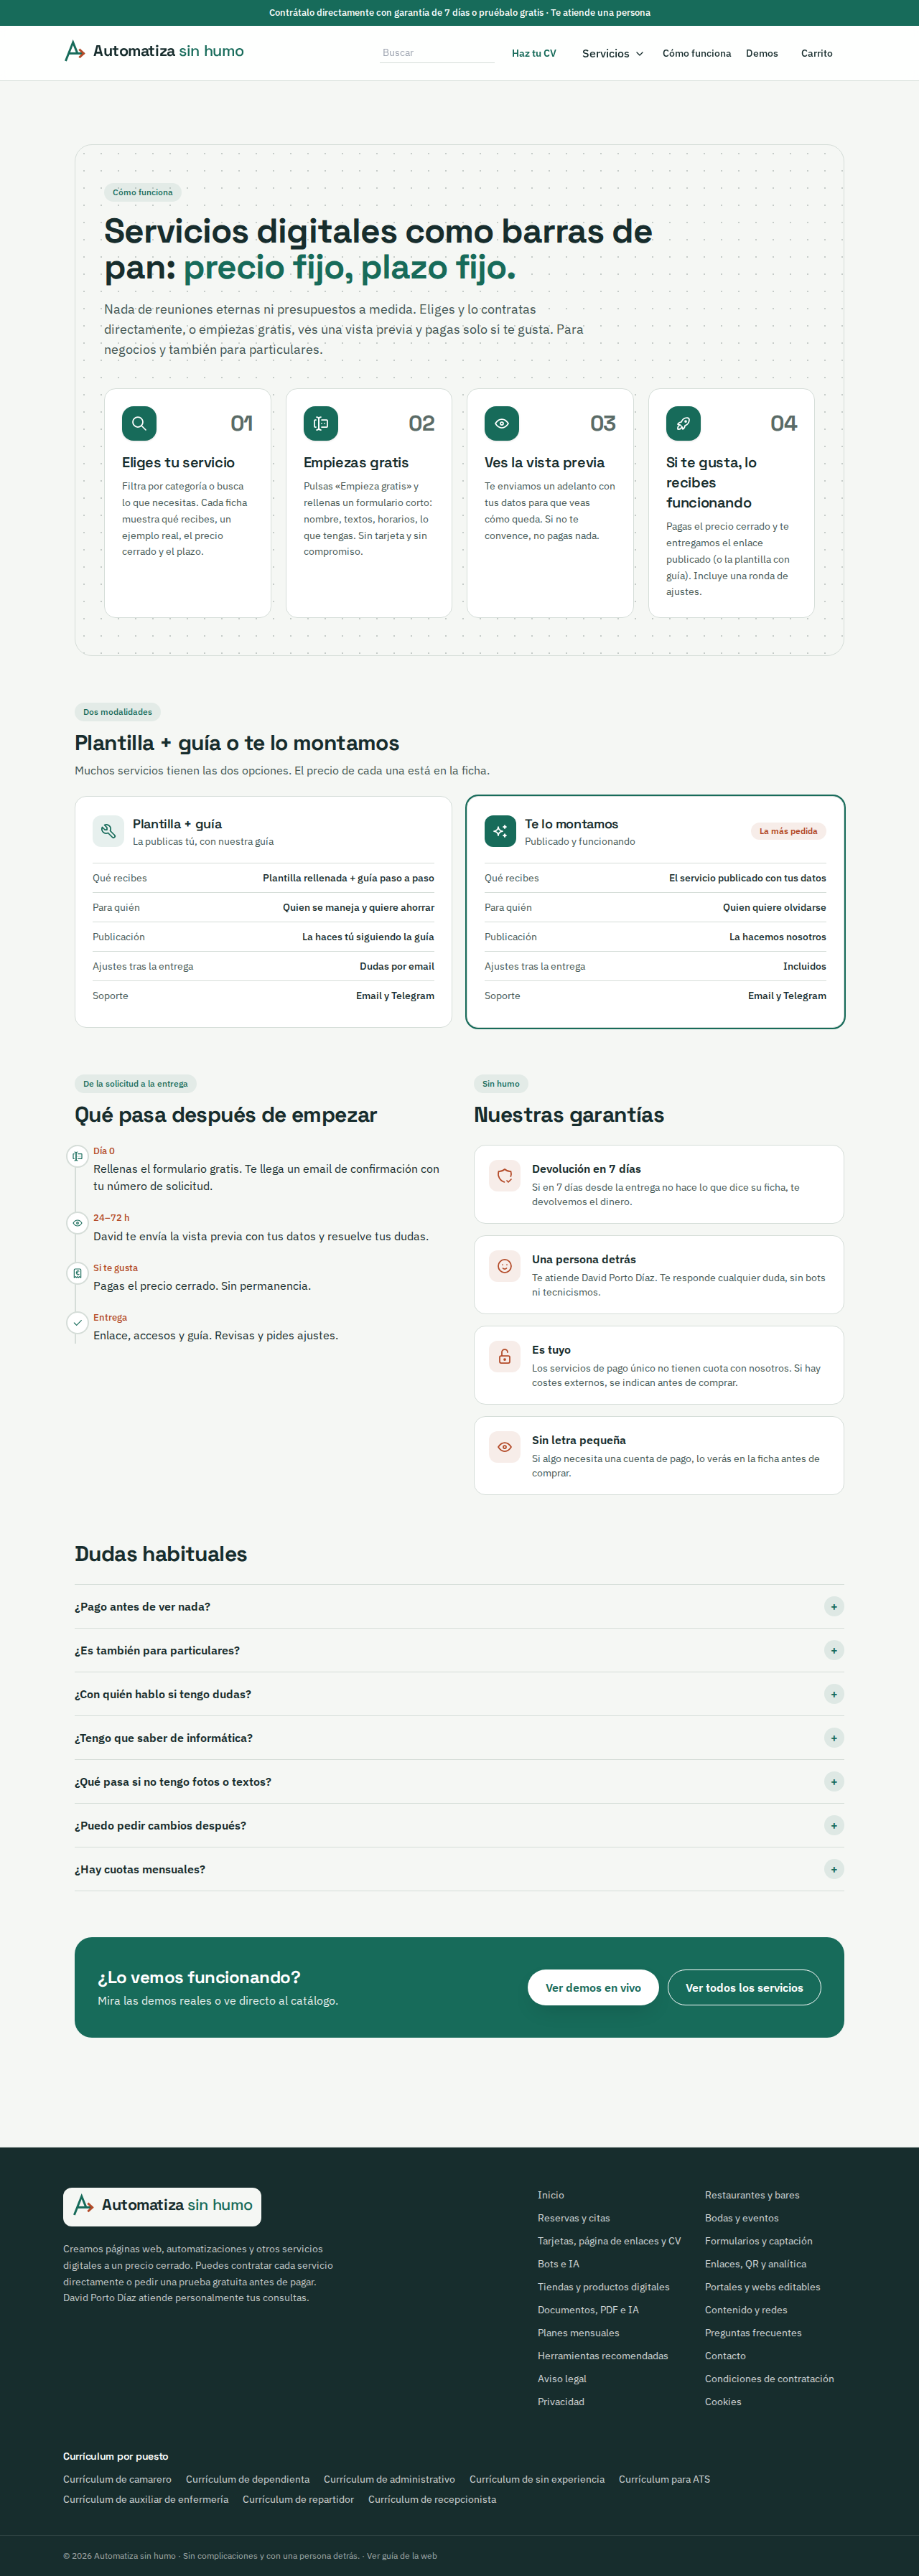 Contrátalo directamente con garantía de 7 días o pruébalo gratis · Te atiende una persona
Automatiza sin humo
Buscar
Haz tu CV
Servicios
Cómo funciona
Demos
Carrito
Cómo funciona
Servicios digitales como barras de
pan: precio fijo, plazo fijo.
Nada de reuniones eternas ni presupuestos a medida. Eliges y lo contratas
directamente, o empiezas gratis, ves una vista previa y pagas solo si te gusta. Para
negocios y también para particulares.
01
Eliges tu servicio
Filtra por categoría o busca
lo que necesitas. Cada ficha
muestra qué recibes, un
ejemplo real, el precio
cerrado y el plazo.
02
Empiezas gratis
Pulsas «Empieza gratis» y
rellenas un formulario corto:
nombre, textos, horarios, lo
que tengas. Sin tarjeta y sin
compromiso.
03
Ves la vista previa
Te enviamos un adelanto con
tus datos para que veas
cómo queda. Si no te
convence, no pagas nada.
04
Si te gusta, lo
recibes
funcionando
Pagas el precio cerrado y te
entregamos el enlace
publicado (o la plantilla con
guía). Incluye una ronda de
ajustes.
Dos modalidades
Plantilla + guía o te lo montamos
Muchos servicios tienen las dos opciones. El precio de cada una está en la ficha.
Plantilla + guía
La publicas tú, con nuestra guía
Qué recibes Plantilla rellenada + guía paso a paso
Para quién Quien se maneja y quiere ahorrar
Publicación La haces tú siguiendo la guía
Ajustes tras la entrega Dudas por email
Soporte Email y Telegram
Te lo montamos
Publicado y funcionando
La más pedida
Qué recibes El servicio publicado con tus datos
Para quién Quien quiere olvidarse
Publicación La hacemos nosotros
Ajustes tras la entrega Incluidos
Soporte Email y Telegram
De la solicitud a la entrega
Qué pasa después de empezar
Día 0
Rellenas el formulario gratis. Te llega un email de confirmación con
tu número de solicitud.
24–72 h
David te envía la vista previa con tus datos y resuelve tus dudas.
Si te gusta
Pagas el precio cerrado. Sin permanencia.
Entrega
Enlace, accesos y guía. Revisas y pides ajustes.
Sin humo
Nuestras garantías
Devolución en 7 días
Si en 7 días desde la entrega no hace lo que dice su ficha, te
devolvemos el dinero.
Una persona detrás
Te atiende David Porto Díaz. Te responde cualquier duda, sin bots
ni tecnicismos.
Es tuyo
Los servicios de pago único no tienen cuota con nosotros. Si hay
costes externos, se indican antes de comprar.
Sin letra pequeña
Si algo necesita una cuenta de pago, lo verás en la ficha antes de
comprar.
Dudas habituales
¿Pago antes de ver nada? +
¿Es también para particulares? +
¿Con quién hablo si tengo dudas? +
¿Tengo que saber de informática? +
¿Qué pasa si no tengo fotos o textos? +
¿Puedo pedir cambios después? +
¿Hay cuotas mensuales? +
¿Lo vemos funcionando?
Mira las demos reales o ve directo al catálogo.
Ver demos en vivo
Ver todos los servicios
Automatiza sin humo
Creamos páginas web, automatizaciones y otros servicios
digitales a un precio cerrado. Puedes contratar cada servicio
directamente o pedir una prueba gratuita antes de pagar.
David Porto Díaz atiende personalmente tus consultas.
Inicio
Reservas y citas
Tarjetas, página de enlaces y CV
Bots e IA
Tiendas y productos digitales
Documentos, PDF e IA
Planes mensuales
Herramientas recomendadas
Aviso legal
Privacidad
Restaurantes y bares
Bodas y eventos
Formularios y captación
Enlaces, QR y analítica
Portales y webs editables
Contenido y redes
Preguntas frecuentes
Contacto
Condiciones de contratación
Cookies
Currículum por puesto
Currículum de camarero Currículum de dependienta Currículum de administrativo Currículum de sin experiencia Currículum para ATS
Currículum de auxiliar de enfermería Currículum de repartidor Currículum de recepcionista
© 2026 Automatiza sin humo · Sin complicaciones y con una persona detrás. · Ver guía de la web